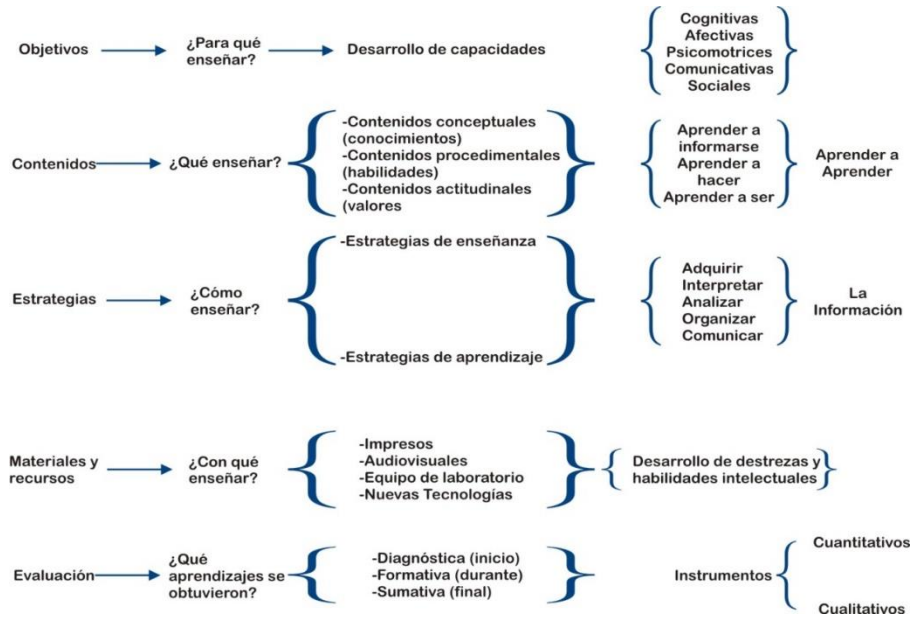 Objetivos
¿Para qué
enseñar?
Desarrollo de capacidades
Cognitivas
Afectivas
Psicomotrices
Comunicativas
Sociales
Contenidos
¿Qué enseñar?
-Contenidos conceptuales
(conocimientos)
-Contenidos procedimentales
(habilidades)
-Contenidos actitudinales
(valores
Aprender a
informarse
Aprender a
hacer
Aprender a ser
Aprender a
Aprender
Estrategias
¿Cómo
enseñar?
-Estrategias de enseñanza
-Estrategias de aprendizaje
Adquirir
Interpretar
Analizar
Organizar
Comunicar
La
Información
Materiales y
recursos
¿Con qué
enseñar?
-Impresos
-Audiovisuales
-Equipo de laboratorio
-Nuevas Tecnologías
Desarrollo de destrezas y
habilidades intelectuales
Evaluación
¿Qué
aprendizajes se
obtuvieron?
-Diagnóstica (inicio)
-Formativa (durante)
-Sumativa (final)
Instrumentos
Cuantitativos
Cualitativos